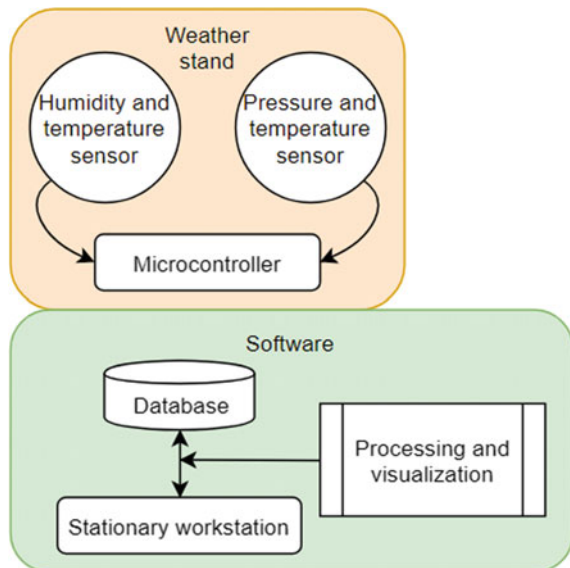 Weather
stand
Humidity and
temperature
sensor
Pressure and
temperature
sensor
Microcontroller
Software
Database
Processing and
visualization
Stationary workstation